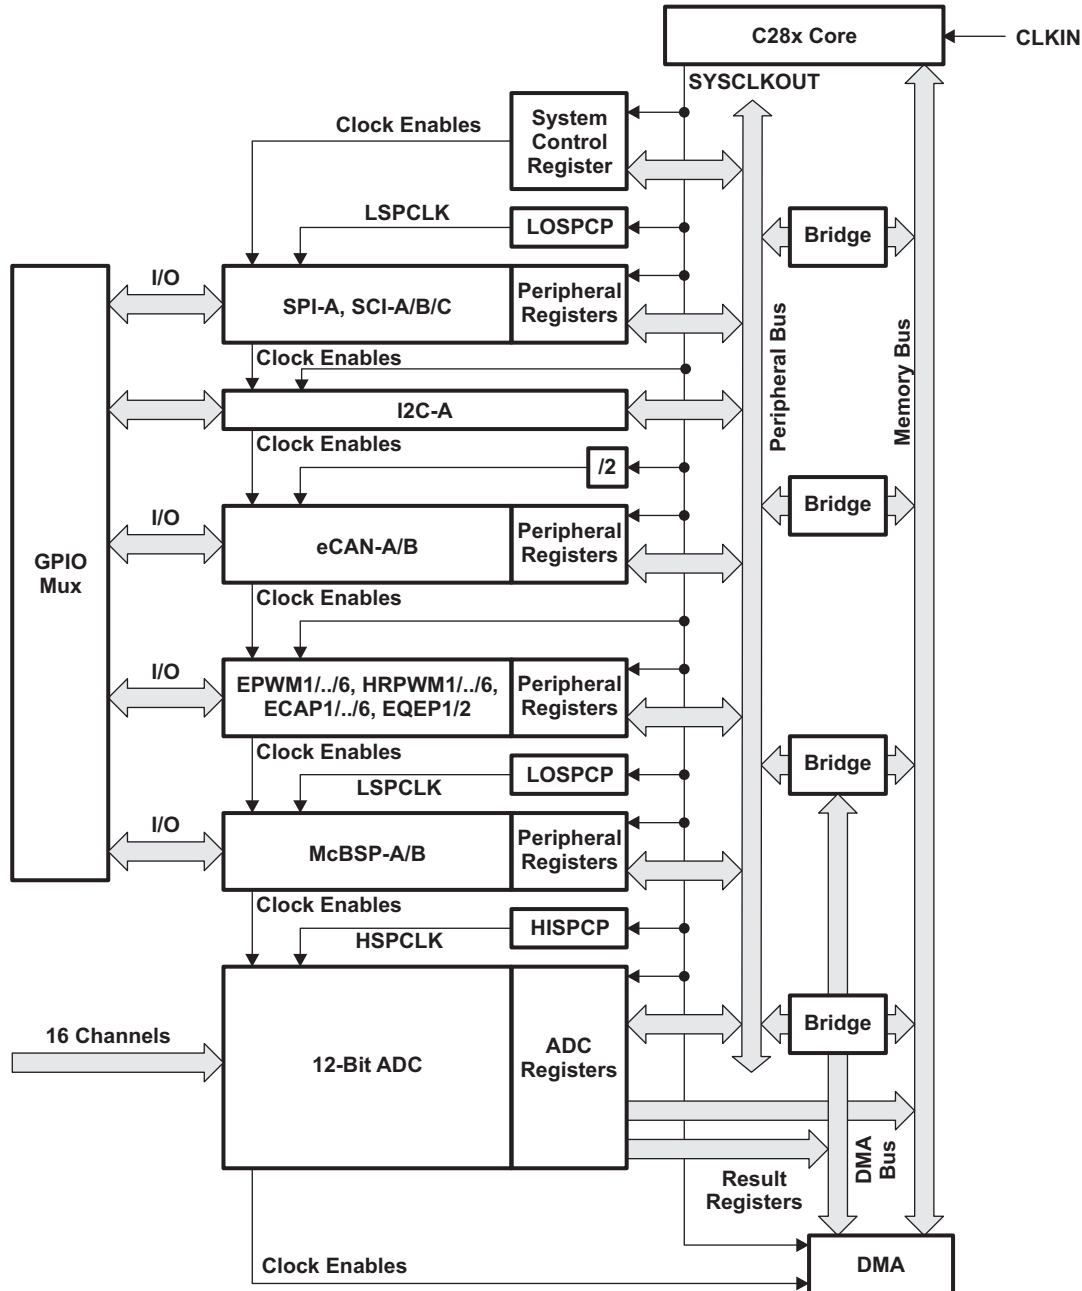 C28x Core
CLKIN
SYSCLKOUT
System
Control
Register
Clock Enables
LSPCLK
LOSPCP
Bridge
I/O
SPI-A, SCI-A/B/C
Peripheral
Registers
Peripheral Bus
Memory Bus
Clock Enables
I2C-A
Clock Enables
/2
Bridge
I/O
eCAN-A/B
Peripheral
Registers
GPIO
Mux
Clock Enables
I/O
EPWM1/../6, HRPWM1/../6,
ECAP1/../6, EQEP1/2
Peripheral
Registers
Bridge
Clock Enables
LSPCLK
LOSPCP
I/O
McBSP-A/B
Peripheral
Registers
Clock Enables
HSPCLK
HISPCP
16 Channels
12-Bit ADC
ADC
Registers
Bridge
DMA
Bus
Result
Registers
Clock Enables
DMA